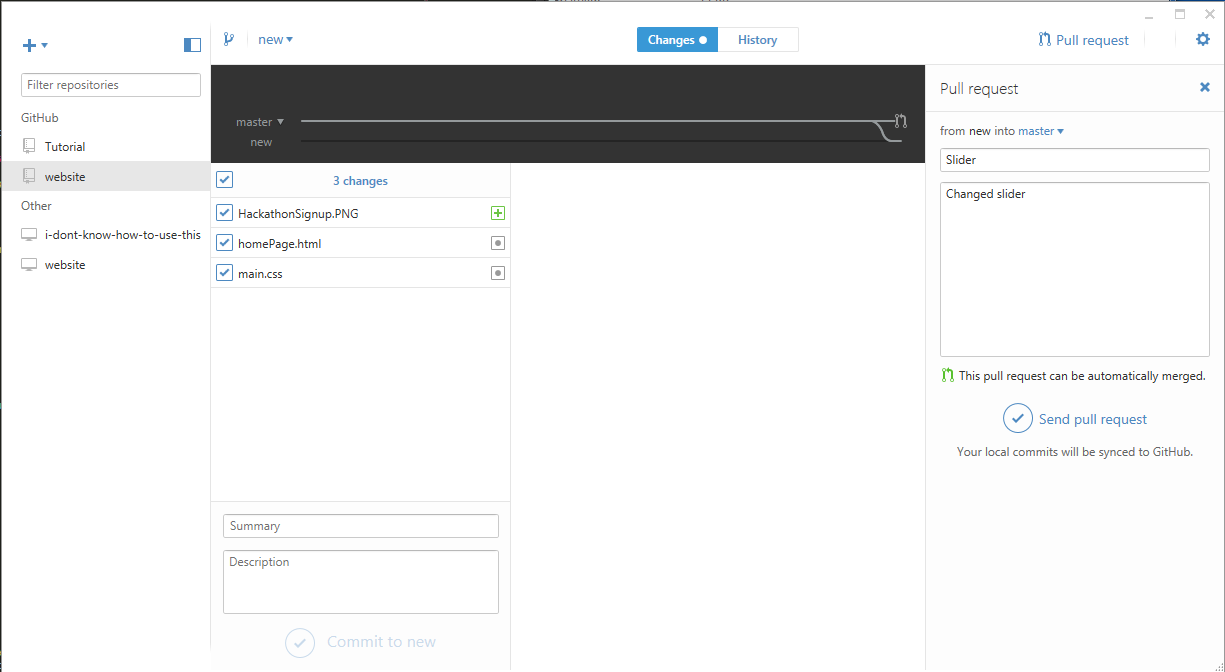 new
Changes
History
Pull request
Filter repositories
GitHub
Tutorial
website
Other
i-dont-know-how-to-use-this
website
master
new
3 changes
HackathonSignup.PNG
homePage.html
main.css
Summary
Description
Commit to new
Pull request
from new into master
Slider
Changed slider
This pull request can be automatically merged.
Send pull request
Your local commits will be synced to GitHub.